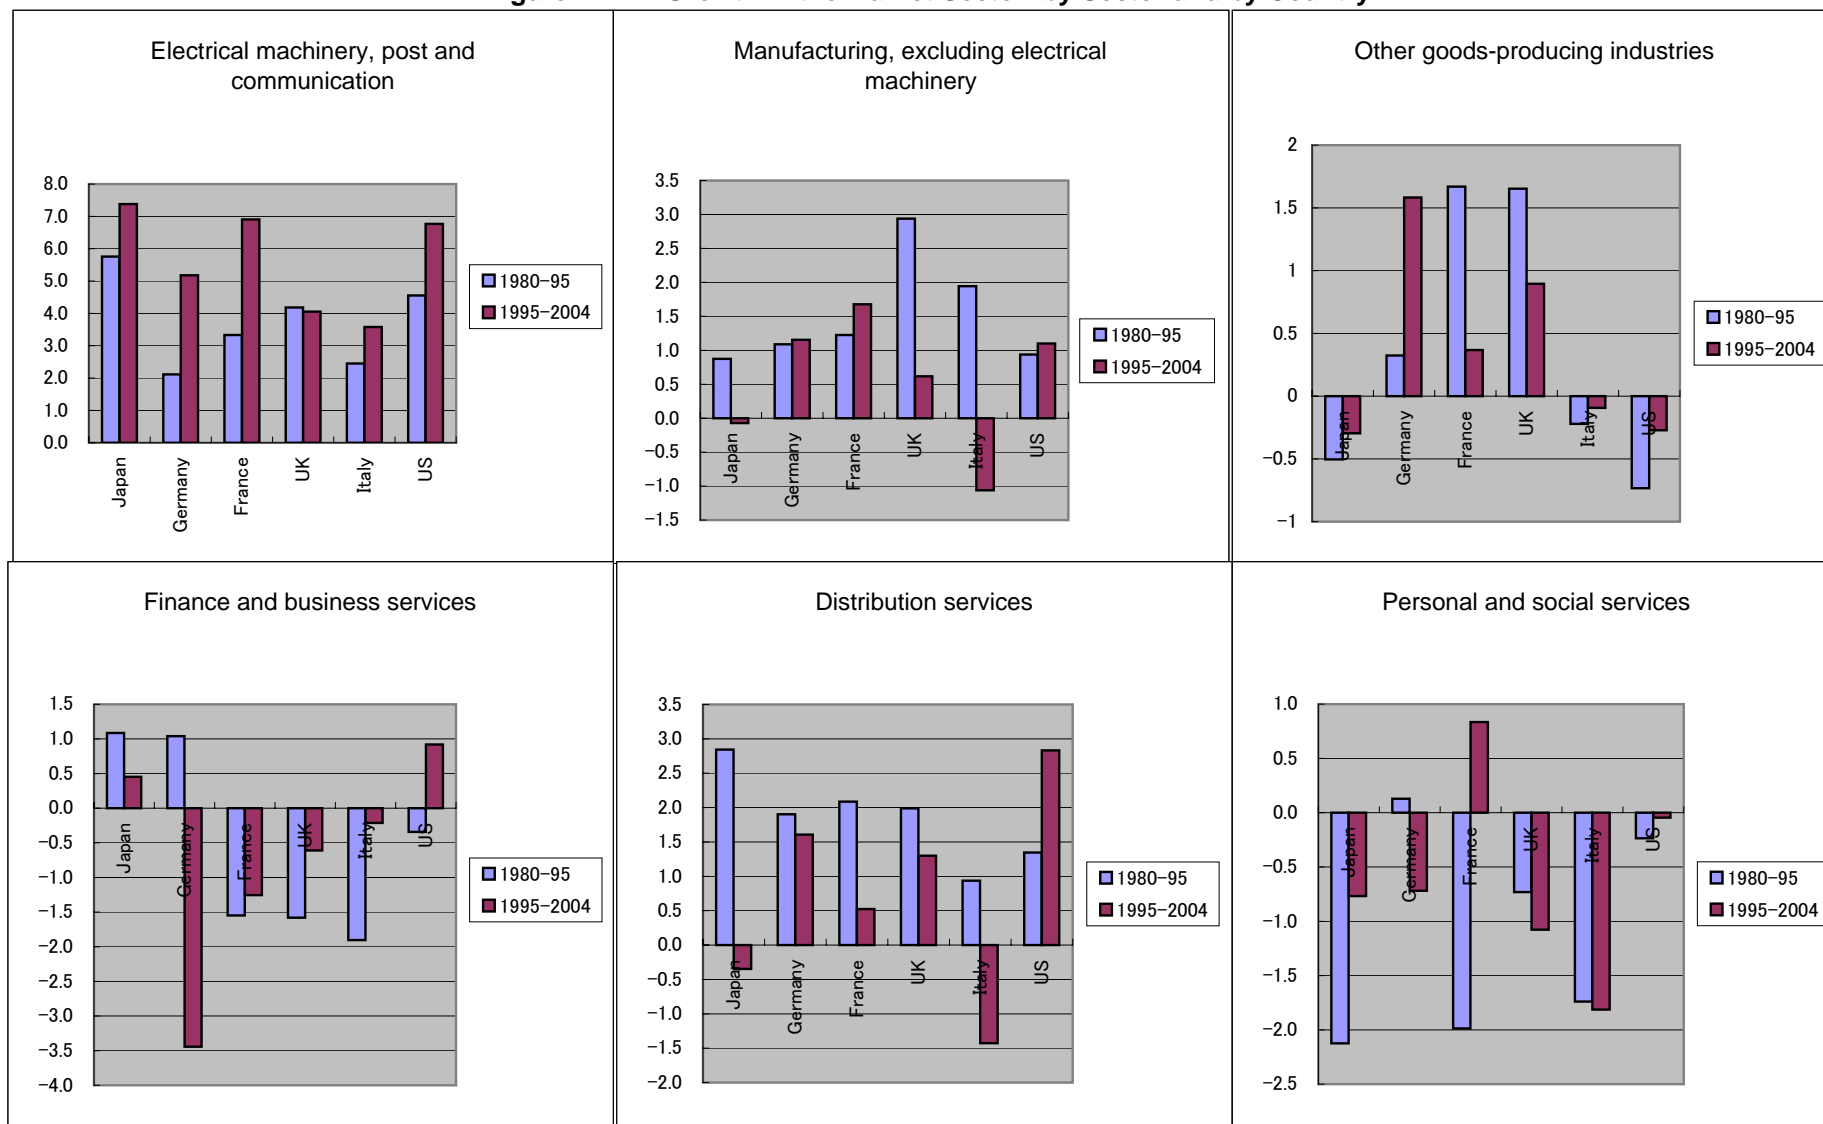 Electrical machinery, post and
communication
8.0
7.0
6.0
5.0
4.0
3.0
2.0
1.0
0.0
Japan
Germany
France
UK
Italy
US
1980-95
1995-2004
Manufacturing, excluding electrical
machinery
3.5
3.0
2.5
2.0
1.5
1.0
0.5
0.0
-0.5
-1.0
-1.5
Japan
Germany
France
UK
Italy
US
1980-95
1995-2004
Other goods-producing industries
2
1.5
1
0.5
0
-0.5
-1
Japan
Germany
France
UK
Italy
US
1980-95
1995-2004
Finance and business services
1.5
1.0
0.5
0.0
-0.5
-1.0
-1.5
-2.0
-2.5
-3.0
-3.5
-4.0
Japan
Germany
France
UK
Italy
US
1980-95
1995-2004
Distribution services
3.5
3.0
2.5
2.0
1.5
1.0
0.5
0.0
-0.5
-1.0
-1.5
-2.0
Japan
Germany
France
UK
Italy
US
1980-95
1995-2004
Personal and social services
1.0
0.5
0.0
-0.5
-1.0
-1.5
-2.0
-2.5
Japan
Germany
France
UK
Italy
US
1980-95
1995-2004